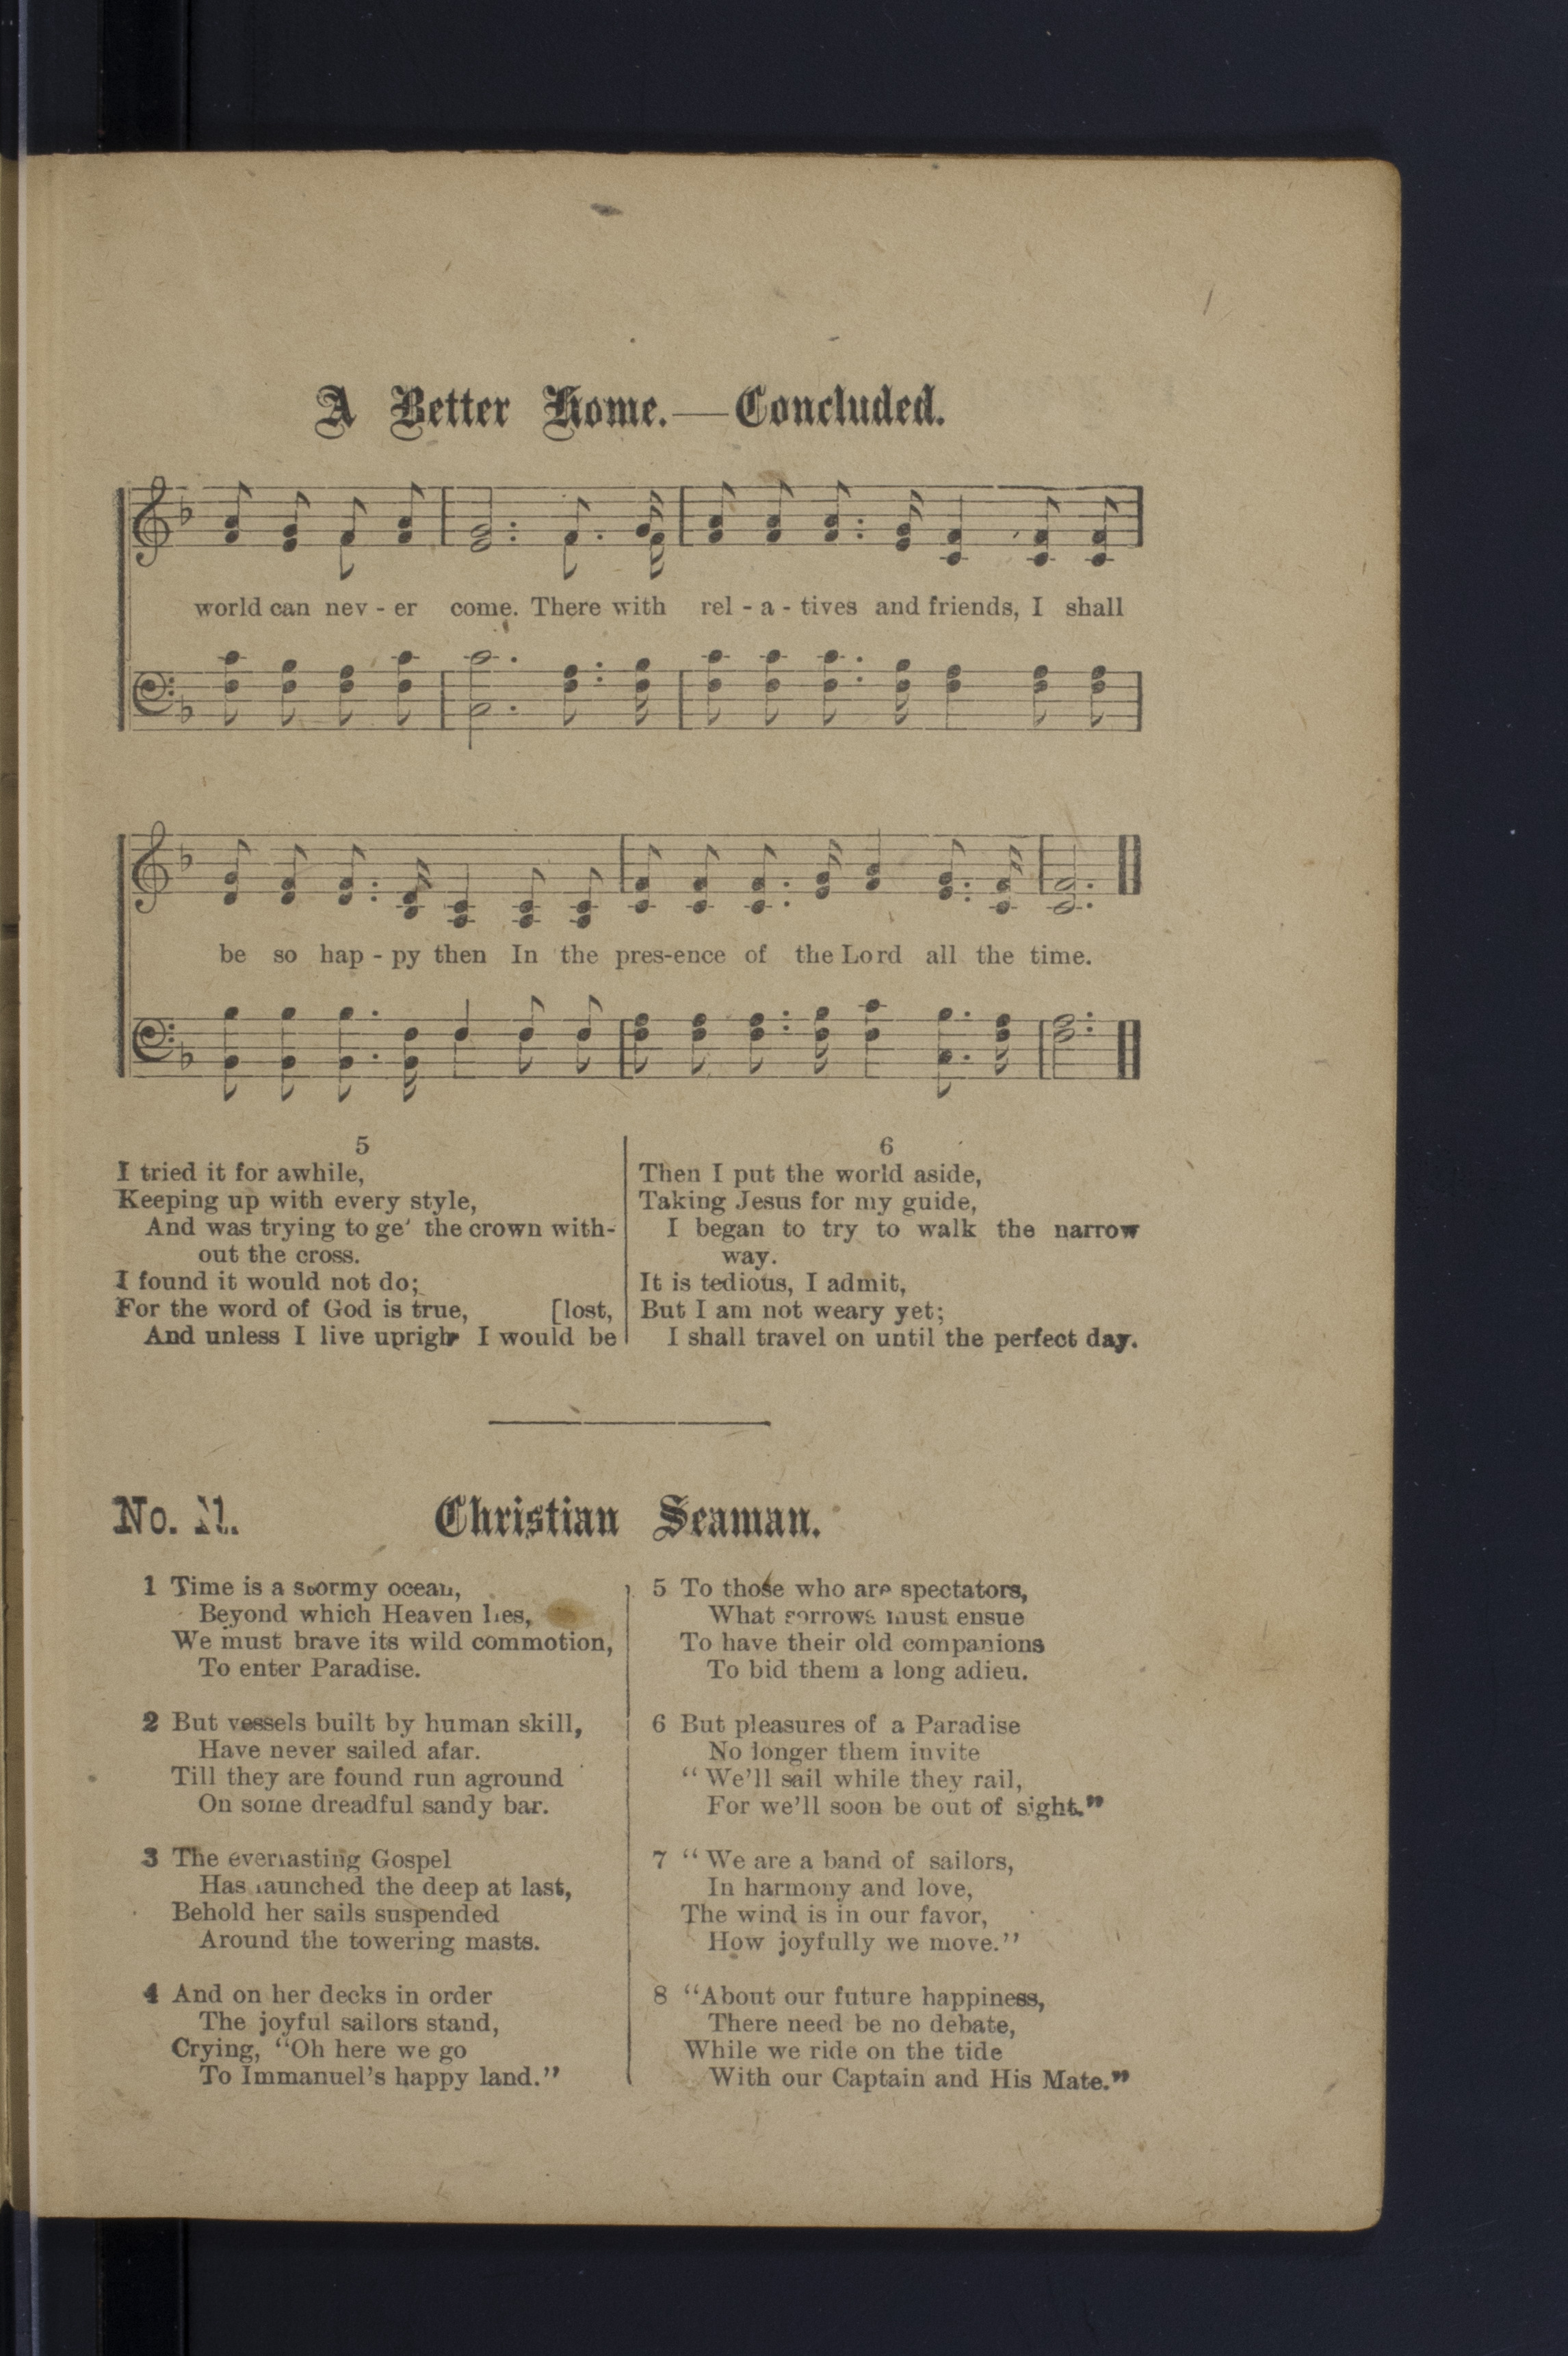 A Better Home.—Concluded.
world can nev - er come. There with rel - a - tives and friends, I shall
be so hap - py then In the pres-ence of the Lord all the time.
5
I tried it for awhile,
Keeping up with every style,
And was trying to ge' the crown with-
out the cross.
I found it would not do;
For the word of God is true, [lost,
And unless I live upright I would be
6
Then I put the world aside,
Taking Jesus for my guide,
I began to try to walk the narrow
way.
It is tedious, I admit,
But I am not weary yet;
I shall travel on until the perfect day.
No. 11. Christian Seaman.
1 Time is a stormy ocean,
Beyond which Heaven lies,
We must brave its wild commotion,
To enter Paradise.
2 But vessels built by human skill,
Have never sailed afar.
Till they are found run aground
On some dreadful sandy bar.
3 The everlasting Gospel
Has launched the deep at last,
Behold her sails suspended
Around the towering masts.
4 And on her decks in order
The joyful sailors stand,
Crying, "Oh here we go
To Immanuel's happy land."
5 To those who are spectators,
What sorrows must ensue
To have their old companions
To bid them a long adieu.
6 But pleasures of a Paradise
No longer them invite
"We'll sail while they rail,
For we'll soon be out of sight."
7 "We are a band of sailors,
In harmony and love,
The wind is in our favor,
How joyfully we move."
8 "About our future happiness,
There need be no debate,
While we ride on the tide
With our Captain and His Mate."